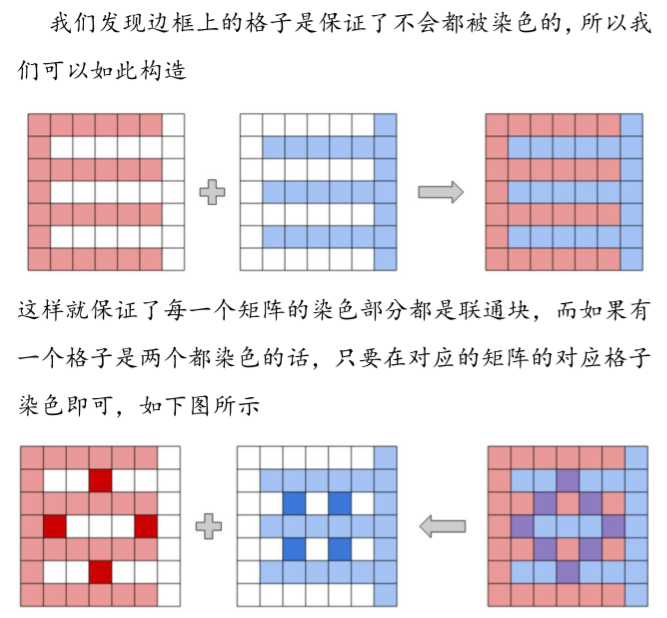 我们发现边框上的格子是保证了不会都被染色的,所以我
们可以如此构造
这样就保证了每一个矩阵的染色部分都是联通块，而如果有
一个格子是两个都染色的话，只要在对应的矩阵的对应格子
染色即可，如下图所示